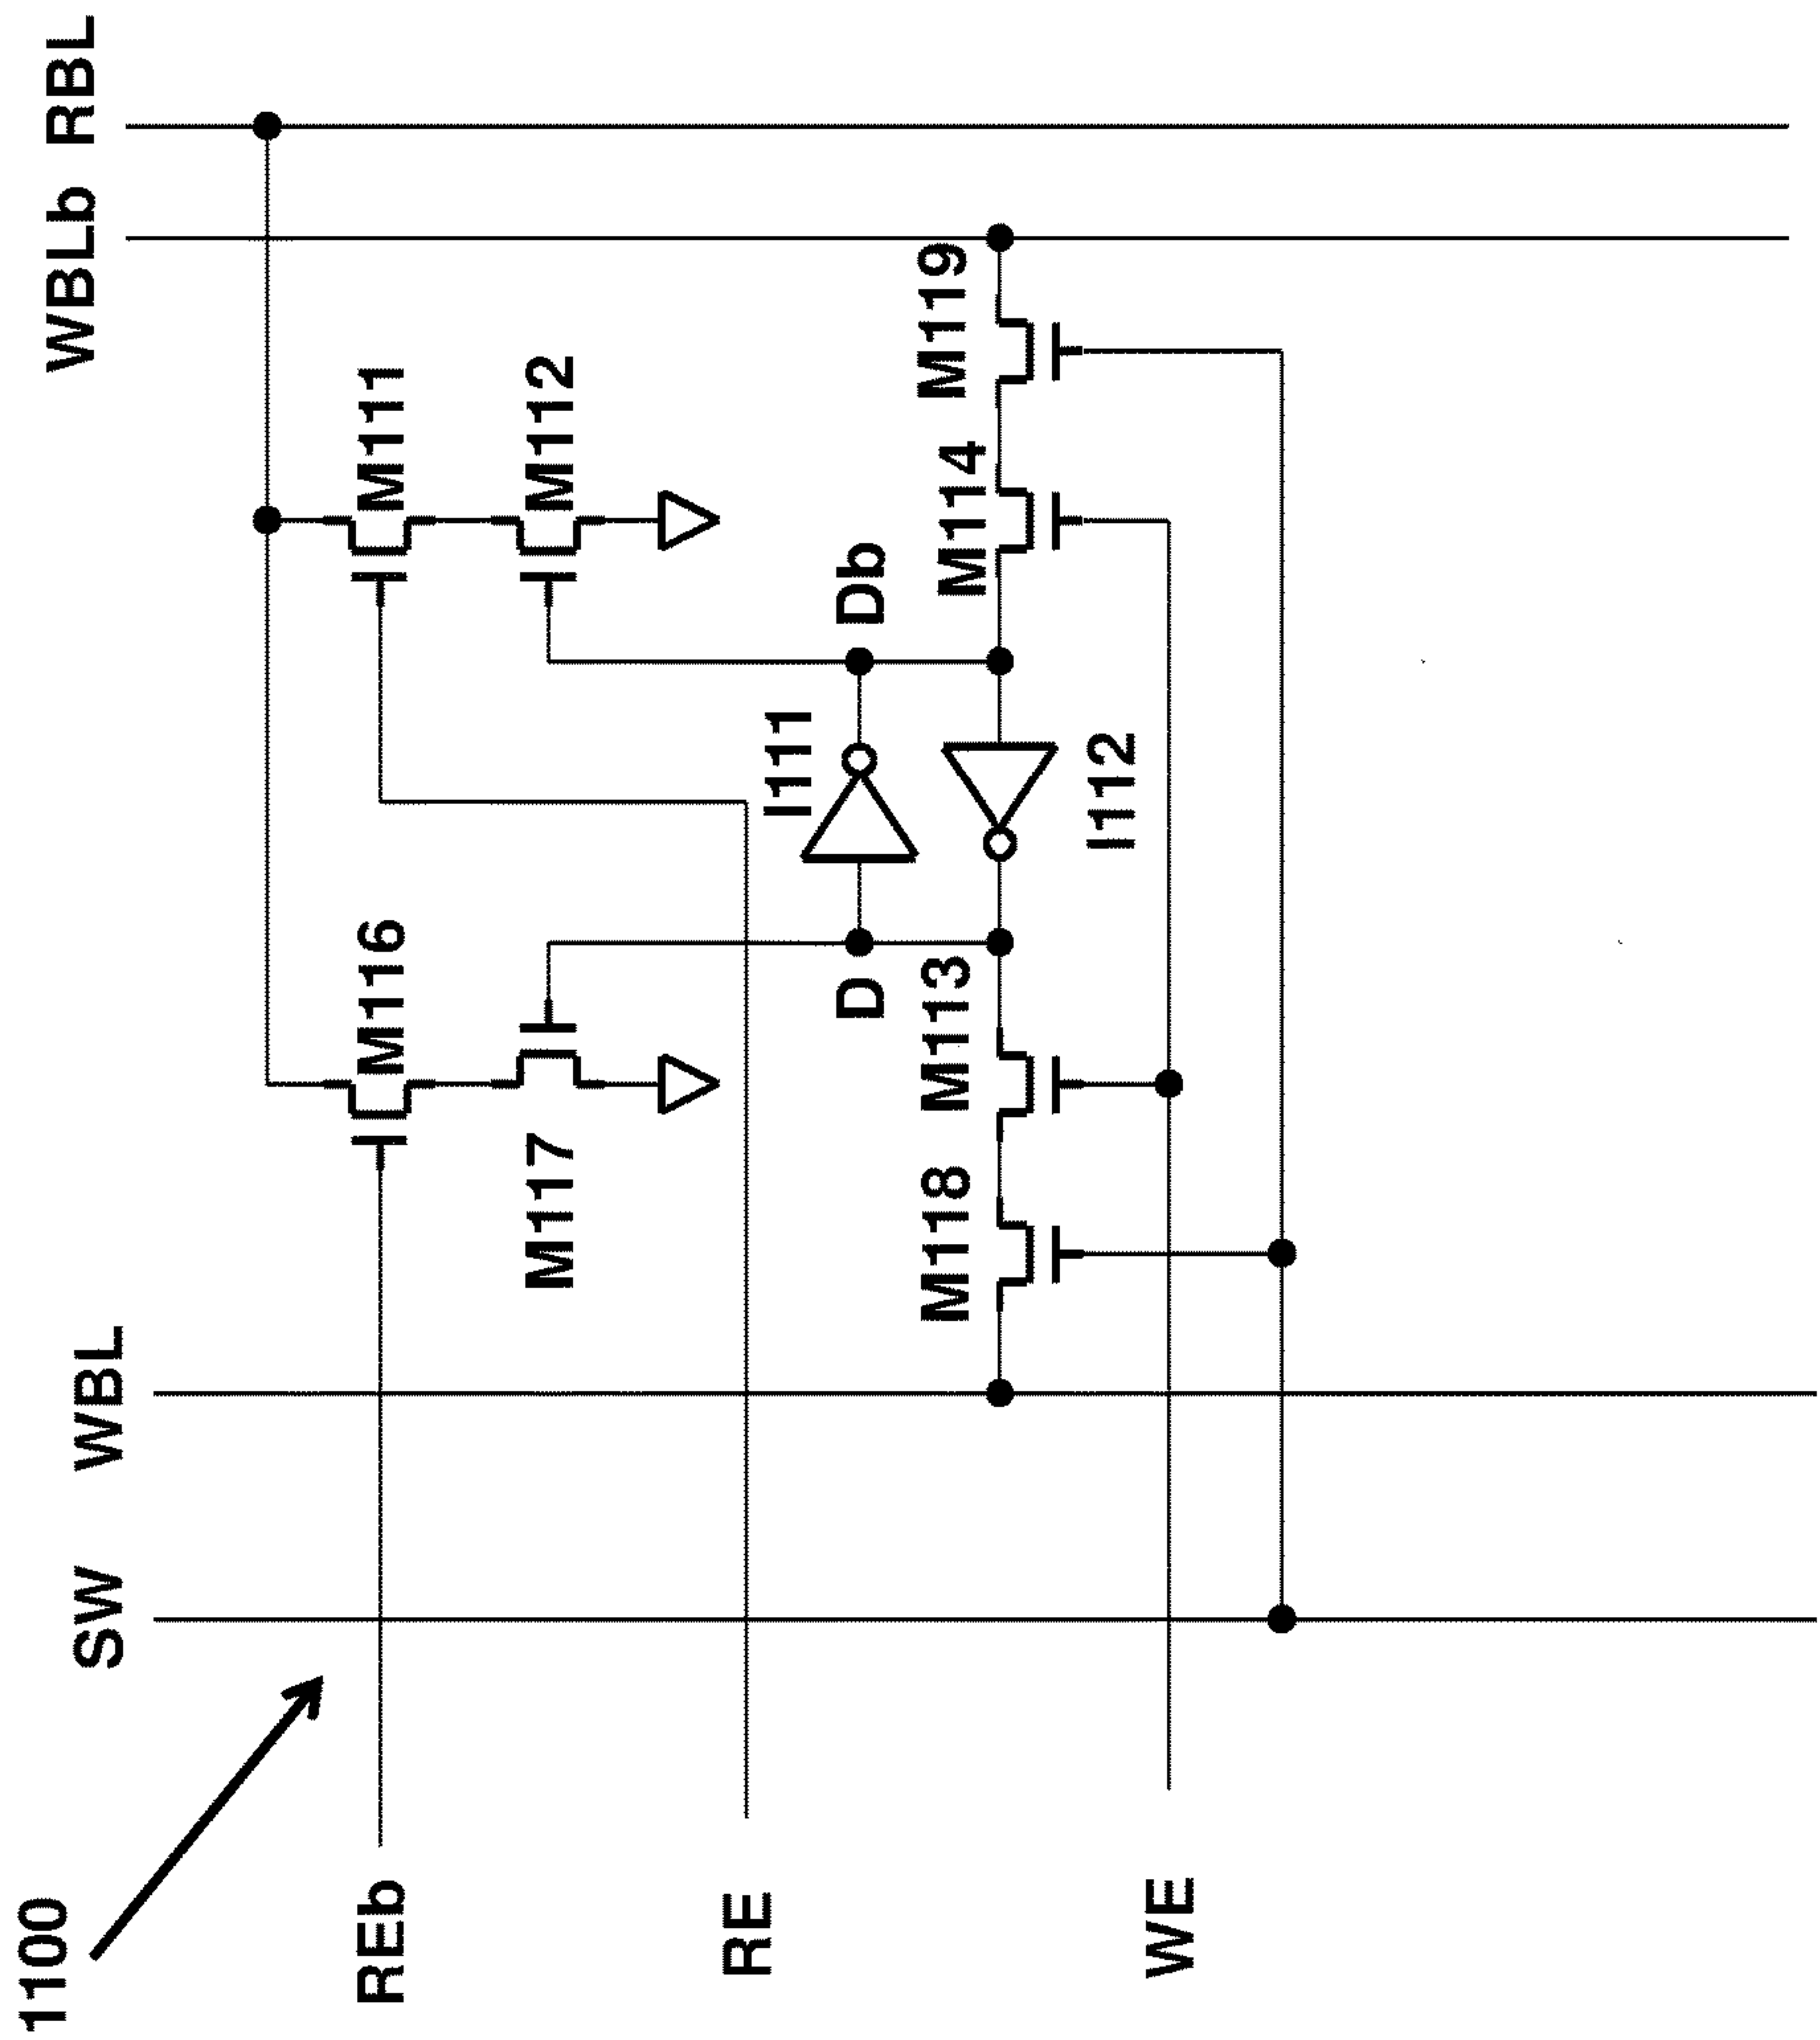 1100
SW
WBL
WBLb
RBL
REb
M116
M111
M117
M112
RE
I111
D
Db
M118
M113
M114
M119
I112
WE